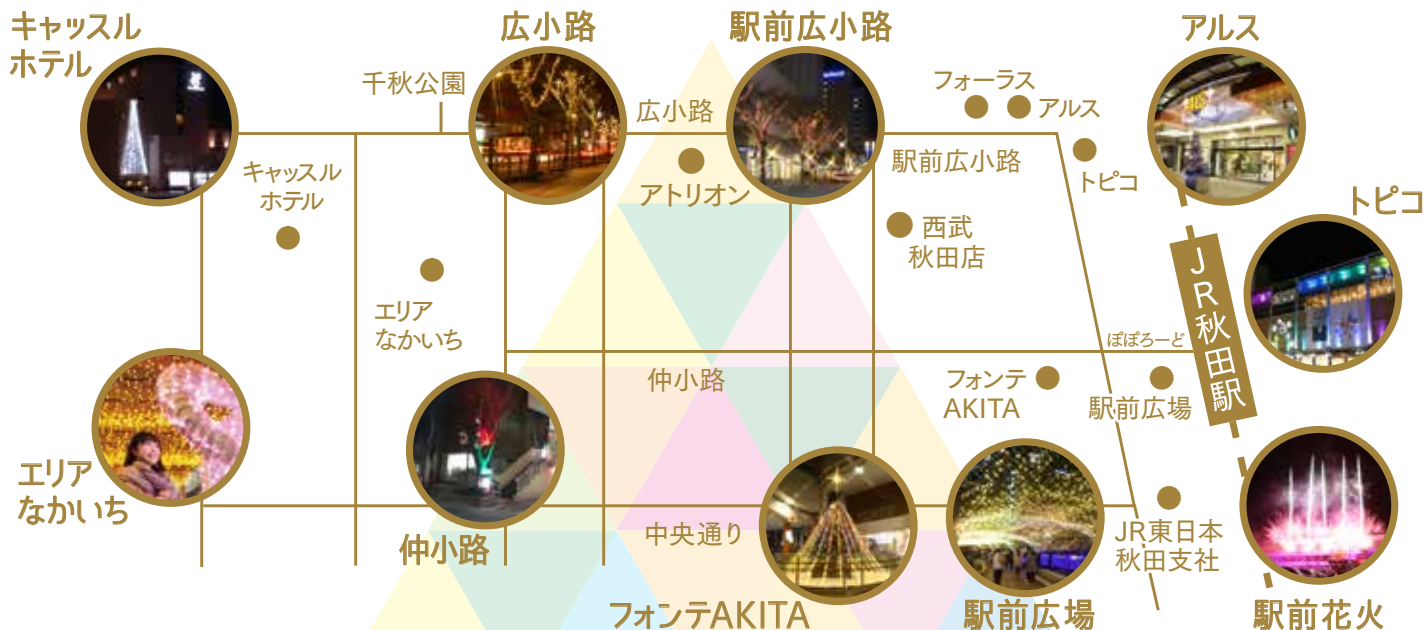 キャッスル
ホテル
広小路
駅前広小路
アルス
千秋公園
広小路
フォーラス
アルス
駅前広小路
トピコ
キャッスル
ホテル
アトリオン
トピコ
西武
秋田店
JR秋田駅
エリア
なかいち
ぽぽろーど
仲小路
フォンテ
AKITA
駅前広場
エリア
なかいち
仲小路
中央通り
JR東日本
秋田支社
フォンテAKITA
駅前広場
駅前花火